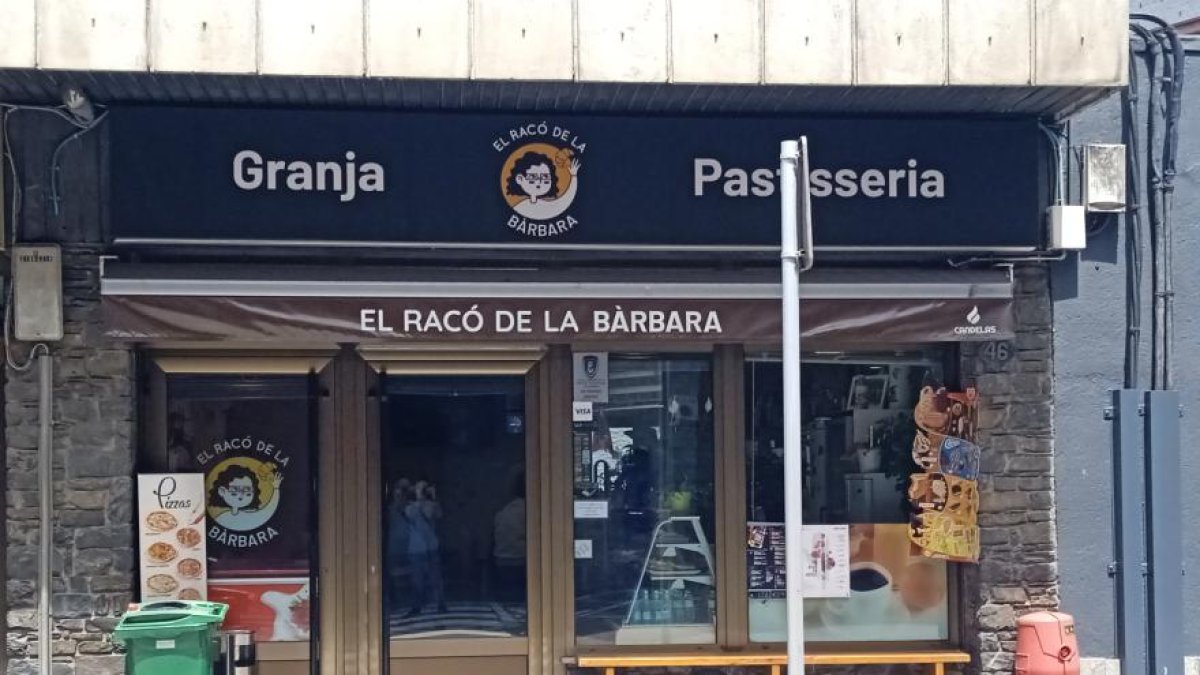 Granja
EL RACÓ DE LA
BÀRBARA
Pastisseria
EL RACÓ DE LA BÀRBARA
CANDELAS
46
VISA
EL RACÓ DE LA
BÀRBARA
Pizzas